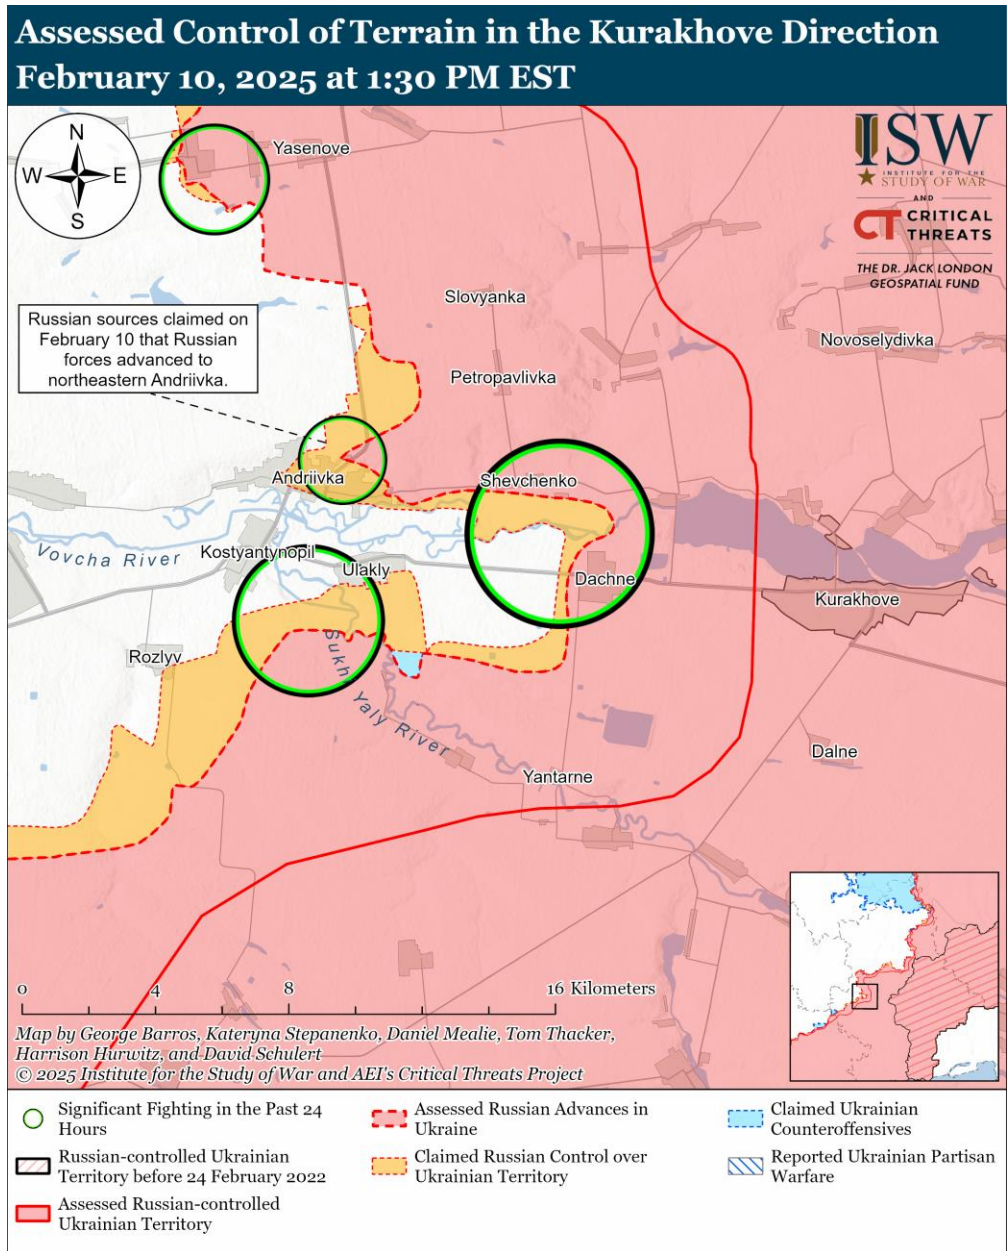 Assessed Control of Terrain in the Kurakhove Direction
February 10, 2025 at 1:30 PM EST
N
W E
S
ISW
INSTITUTE FOR THE
STUDY OF WAR
AND
CT CRITICAL
THREATS
THE DR. JACK LONDON
GEOSPATIAL FUND
Yasenove
Slovyanka
Russian sources claimed on
February 10 that Russian
forces advanced to
northeastern Andriivka.
Novoselydivka
Petropavlivka
Andriivka
Shevchenko
Vovcha River
Kostyantynopil
Ulakly
Dachne
Kurakhove
Rozlyv
Sukhi Yaly River
Dalne
Yantarne
0 4 8 16 Kilometers
Map by George Barros, Kateryna Stepanenko, Daniel Mealie, Tom Thacker,
Harrison Hurwitz, and David Schulert
© 2025 Institute for the Study of War and AEI's Critical Threats Project
Significant Fighting in the Past 24
Hours
Russian-controlled Ukrainian
Territory before 24 February 2022
Assessed Russian-controlled
Ukrainian Territory
Assessed Russian Advances in
Ukraine
Claimed Russian Control over
Ukrainian Territory
Claimed Ukrainian
Counteroffensives
Reported Ukrainian Partisan
Warfare